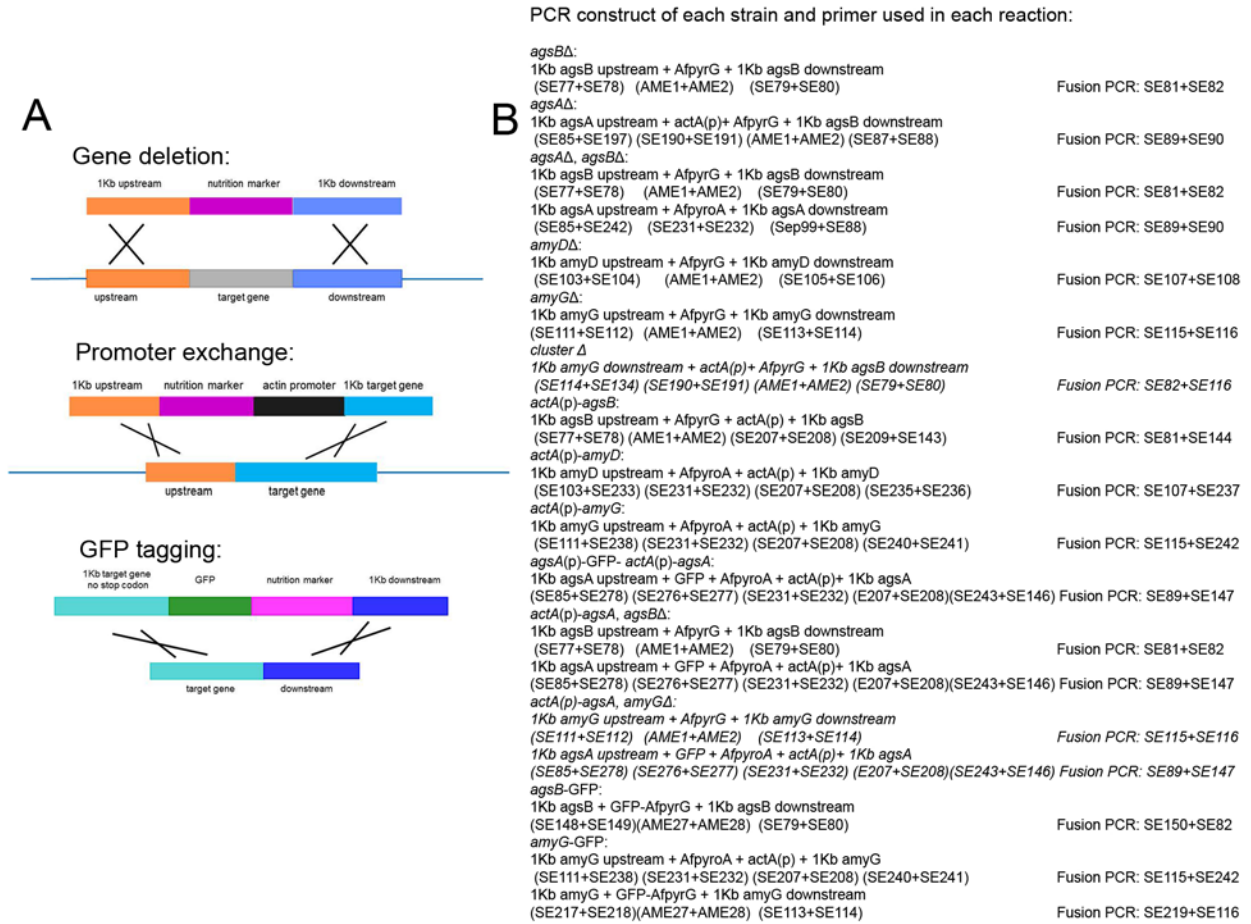 A
Gene deletion:
1Kb upstream nutrition marker 1Kb downstream
upstream target gene downstream
Promoter exchange:
1Kb upstream nutrition marker actin promoter 1Kb target gene
upstream target gene
GFP tagging:
1Kb target gene
no stop codon GFP nutrition marker 1Kb downstream
target gene downstream
B
PCR construct of each strain and primer used in each reaction:
agsBΔ:
1Kb agsB upstream + AfpyrG + 1Kb agsB downstream
(SE77+SE78) (AME1+AME2) (SE79+SE80) Fusion PCR: SE81+SE82
agsAΔ:
1Kb agsA upstream + actA(p)+ AfpyrG + 1Kb agsB downstream
(SE85+SE197) (SE190+SE191) (AME1+AME2) (SE87+SE88) Fusion PCR: SE89+SE90
agsAΔ, agsBΔ:
1Kb agsB upstream + AfpyrG + 1Kb agsB downstream
(SE77+SE78) (AME1+AME2) (SE79+SE80) Fusion PCR: SE81+SE82
1Kb agsA upstream + AfpyroA + 1Kb agsA downstream
(SE85+SE242) (SE231+SE232) (Sep99+SE88) Fusion PCR: SE89+SE90
amyDΔ:
1Kb amyD upstream + AfpyrG + 1Kb amyD downstream
(SE103+SE104) (AME1+AME2) (SE105+SE106) Fusion PCR: SE107+SE108
amyGΔ:
1Kb amyG upstream + AfpyrG + 1Kb amyG downstream
(SE111+SE112) (AME1+AME2) (SE113+SE114) Fusion PCR: SE115+SE116
cluster Δ
1Kb amyG downstream + actA(p)+ AfpyrG + 1Kb agsB downstream
(SE114+SE134) (SE190+SE191) (AME1+AME2) (SE79+SE80) Fusion PCR: SE82+SE116
actA(p)-agsB:
1Kb agsB upstream + AfpyrG + actA(p) + 1Kb agsB
(SE77+SE78) (AME1+AME2) (SE207+SE208) (SE209+SE143) Fusion PCR: SE81+SE144
actA(p)-amyD:
1Kb amyD upstream + AfpyroA + actA(p) + 1Kb amyD
(SE103+SE233) (SE231+SE232) (SE207+SE208) (SE235+SE236) Fusion PCR: SE107+SE237
actA(p)-amyG:
1Kb amyG upstream + AfpyroA + actA(p) + 1Kb amyG
(SE111+SE238) (SE231+SE232) (SE207+SE208) (SE240+SE241) Fusion PCR: SE115+SE242
agsA(p)-GFP- actA(p)-agsA:
1Kb agsA upstream + GFP + AfpyroA + actA(p)+ 1Kb agsA
(SE85+SE278) (SE276+SE277) (SE231+SE232) (E207+SE208)(SE243+SE146) Fusion PCR: SE89+SE147
actA(p)-agsA, agsBΔ:
1Kb agsB upstream + AfpyrG + 1Kb agsB downstream
(SE77+SE78) (AME1+AME2) (SE79+SE80) Fusion PCR: SE81+SE82
1Kb agsA upstream + GFP + AfpyroA + actA(p)+ 1Kb agsA
(SE85+SE278) (SE276+SE277) (SE231+SE232) (E207+SE208)(SE243+SE146) Fusion PCR: SE89+SE147
actA(p)-agsA, amyGΔ:
1Kb amyG upstream + AfpyrG + 1Kb amyG downstream
(SE111+SE112) (AME1+AME2) (SE113+SE114) Fusion PCR: SE115+SE116
1Kb agsA upstream + GFP + AfpyroA + actA(p)+ 1Kb agsA
(SE85+SE278) (SE276+SE277) (SE231+SE232) (E207+SE208)(SE243+SE146) Fusion PCR: SE89+SE147
agsB-GFP:
1Kb agsB + GFP-AfpyrG + 1Kb agsB downstream
(SE148+SE149)(AME27+AME28) (SE79+SE80) Fusion PCR: SE150+SE82
amyG-GFP:
1Kb amyG upstream + AfpyroA + actA(p) + 1Kb amyG
(SE111+SE238) (SE231+SE232) (SE207+SE208) (SE240+SE241) Fusion PCR: SE115+SE242
1Kb amyG + GFP-AfpyrG + 1Kb amyG downstream
(SE217+SE218)(AME27+AME28) (SE113+SE114) Fusion PCR: SE219+SE116